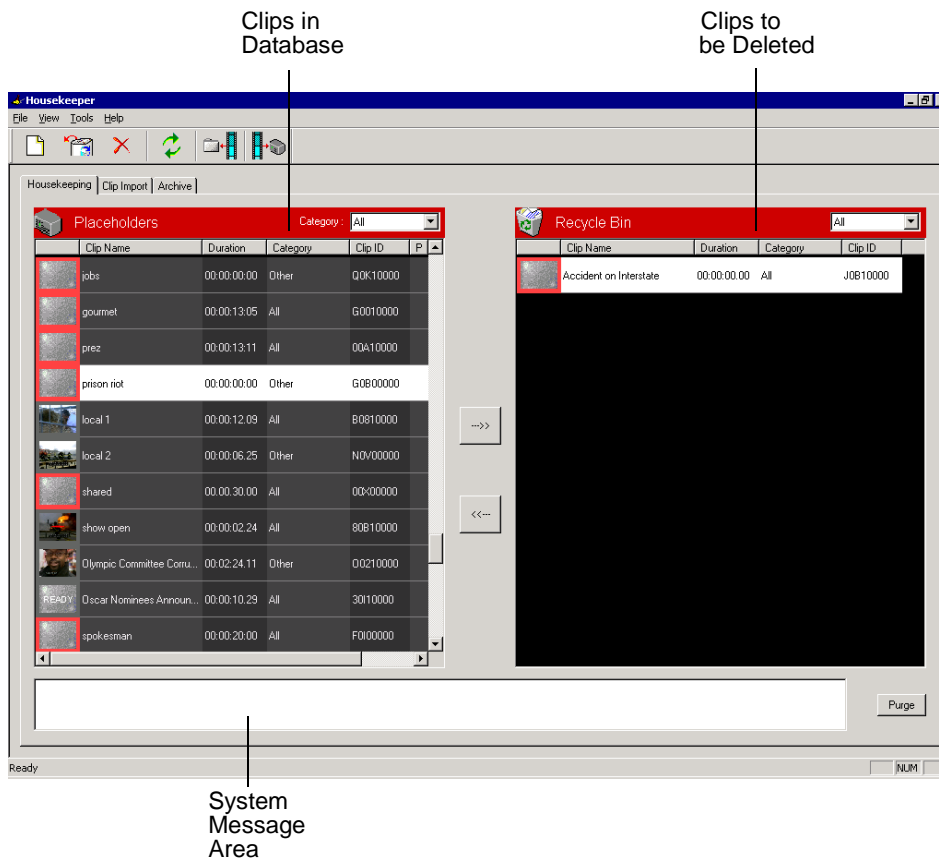 Clips in
Database
Clips to
be Deleted
Housekeeper
File View Tools Help
Housekeeping Clip Import Archive
Placeholders Category : All
Clip Name Duration Category Clip ID P
jobs 00:00:00:00 Other Q0K10000
gourmet 00:00:13:05 All G0010000
prez 00:00:13:11 All 00A10000
prison riot 00:00:00:00 Other G0B00000
local 1 00:00:12.09 All B0810000
local 2 00:00:06.25 Other N0V00000
shared 00.00.30.00 All 00X00000
show open 00:00:02.24 All 80B10000
Olympic Committee Corru... 00:02:24.11 Other O0210000
READY Oscar Nominees Announ... 00:00:10.29 All 30I10000
spokesman 00:00:20:00 All F0I00000
--->>
<<---
Recycle Bin All
Clip Name Duration Category Clip ID
Accident on Interstate 00:00:00.00 All J0B10000
Purge
Ready NUM
System
Message
Area